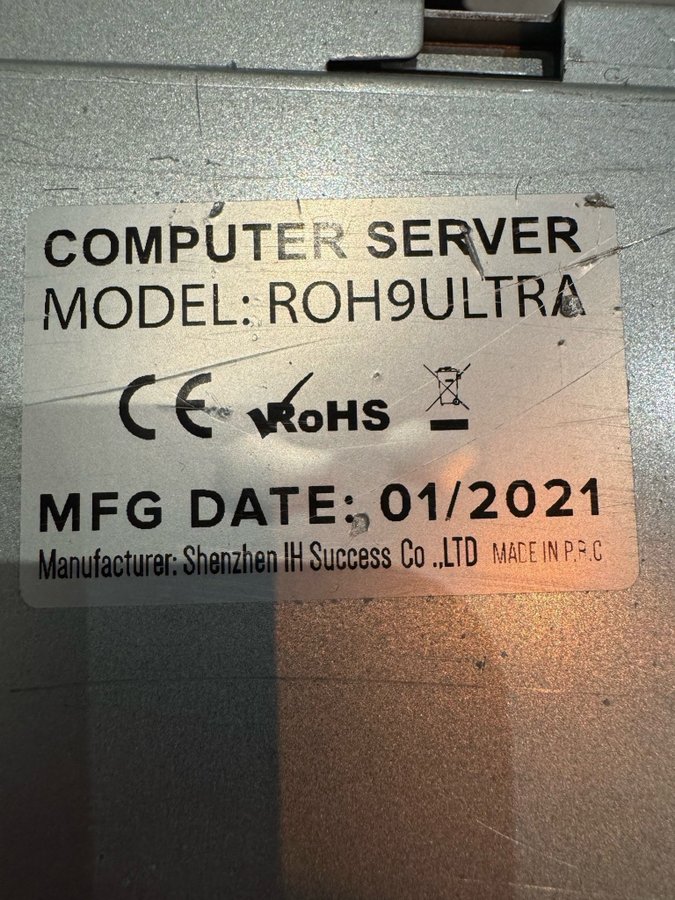 COMPUTER SERVER
MODEL: ROH9ULTRA
CE RoHS
MFG DATE: 01/2021
Manufacturer: Shenzhen IH Success Co .,LTD MADE IN P.R.C